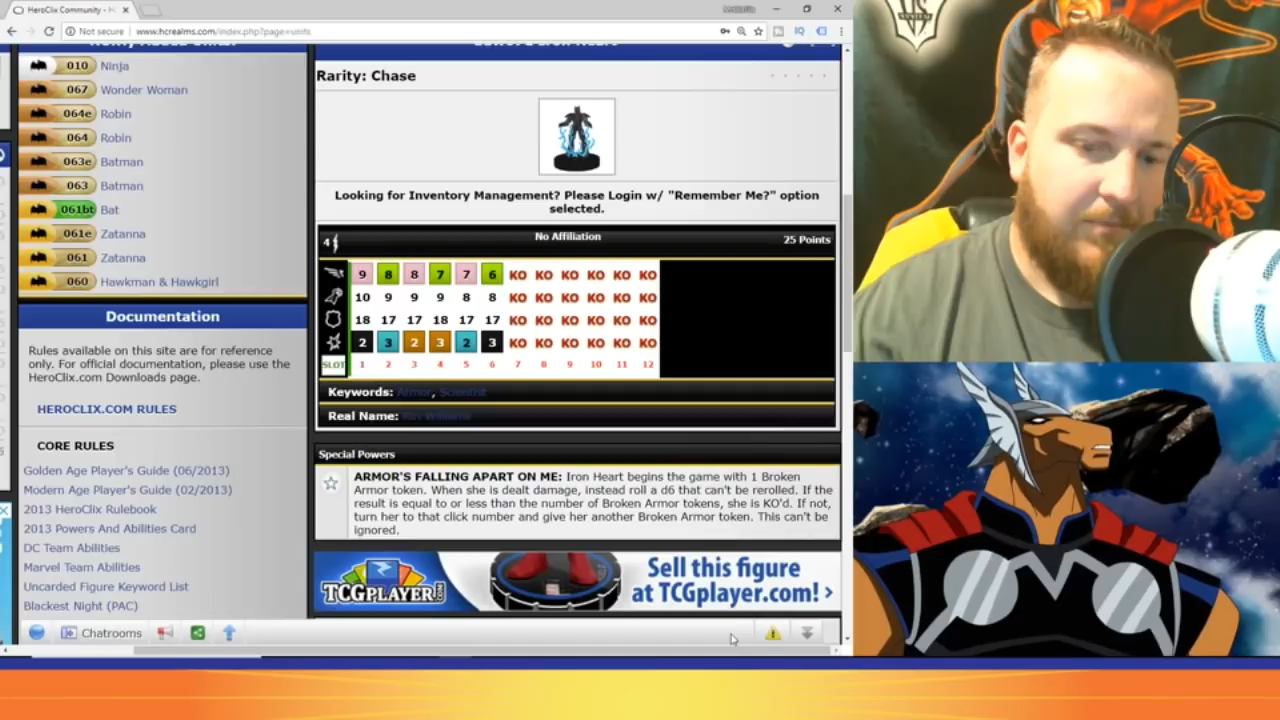 HeroClix Community - H
Not secure
www.hcrealms.com/index.php?page=units
010 Ninja
067 Wonder Woman
064e Robin
064 Robin
063e Batman
063 Batman
061bt Bat
061e Zatanna
061 Zatanna
060 Hawkman & Hawkgirl
Documentation
Rules available on this site are for reference
only. For official documentation, please use the
HeroClix.com Downloads page.
HEROCLIX.COM RULES
CORE RULES
Golden Age Player's Guide (06/2013)
Modern Age Player's Guide (02/2013)
2013 HeroClix Rulebook
2013 Powers And Abilities Card
DC Team Abilities
Marvel Team Abilities
Uncarded Figure Keyword List
Blackest Night (PAC)
Chatrooms
Rarity: Chase
Looking for Inventory Management? Please Login w/ "Remember Me?" option
selected.
4 No Affiliation 25 Points
9 8 8 7 7 6 KO KO KO KO KO KO
10 9 9 9 8 8 KO KO KO KO KO KO
18 17 17 18 17 17 KO KO KO KO KO KO
2 3 2 3 2 3 KO KO KO KO KO KO
SLOT 1 2 3 4 5 6 7 8 9 10 11 12
Keywords: Armor, Scientist
Real Name:
Special Powers
ARMOR'S FALLING APART ON ME: Iron Heart begins the game with 1 Broken
Armor token. When she is dealt damage, instead roll a d6 that can't be rerolled. If the
result is equal to or less than the number of Broken Armor tokens, she is KO'd. If not,
turn her to that click number and give her another Broken Armor token. This can't be
ignored.
TCGPLAYER.COM
Sell this figure
at TCGplayer.com! ›